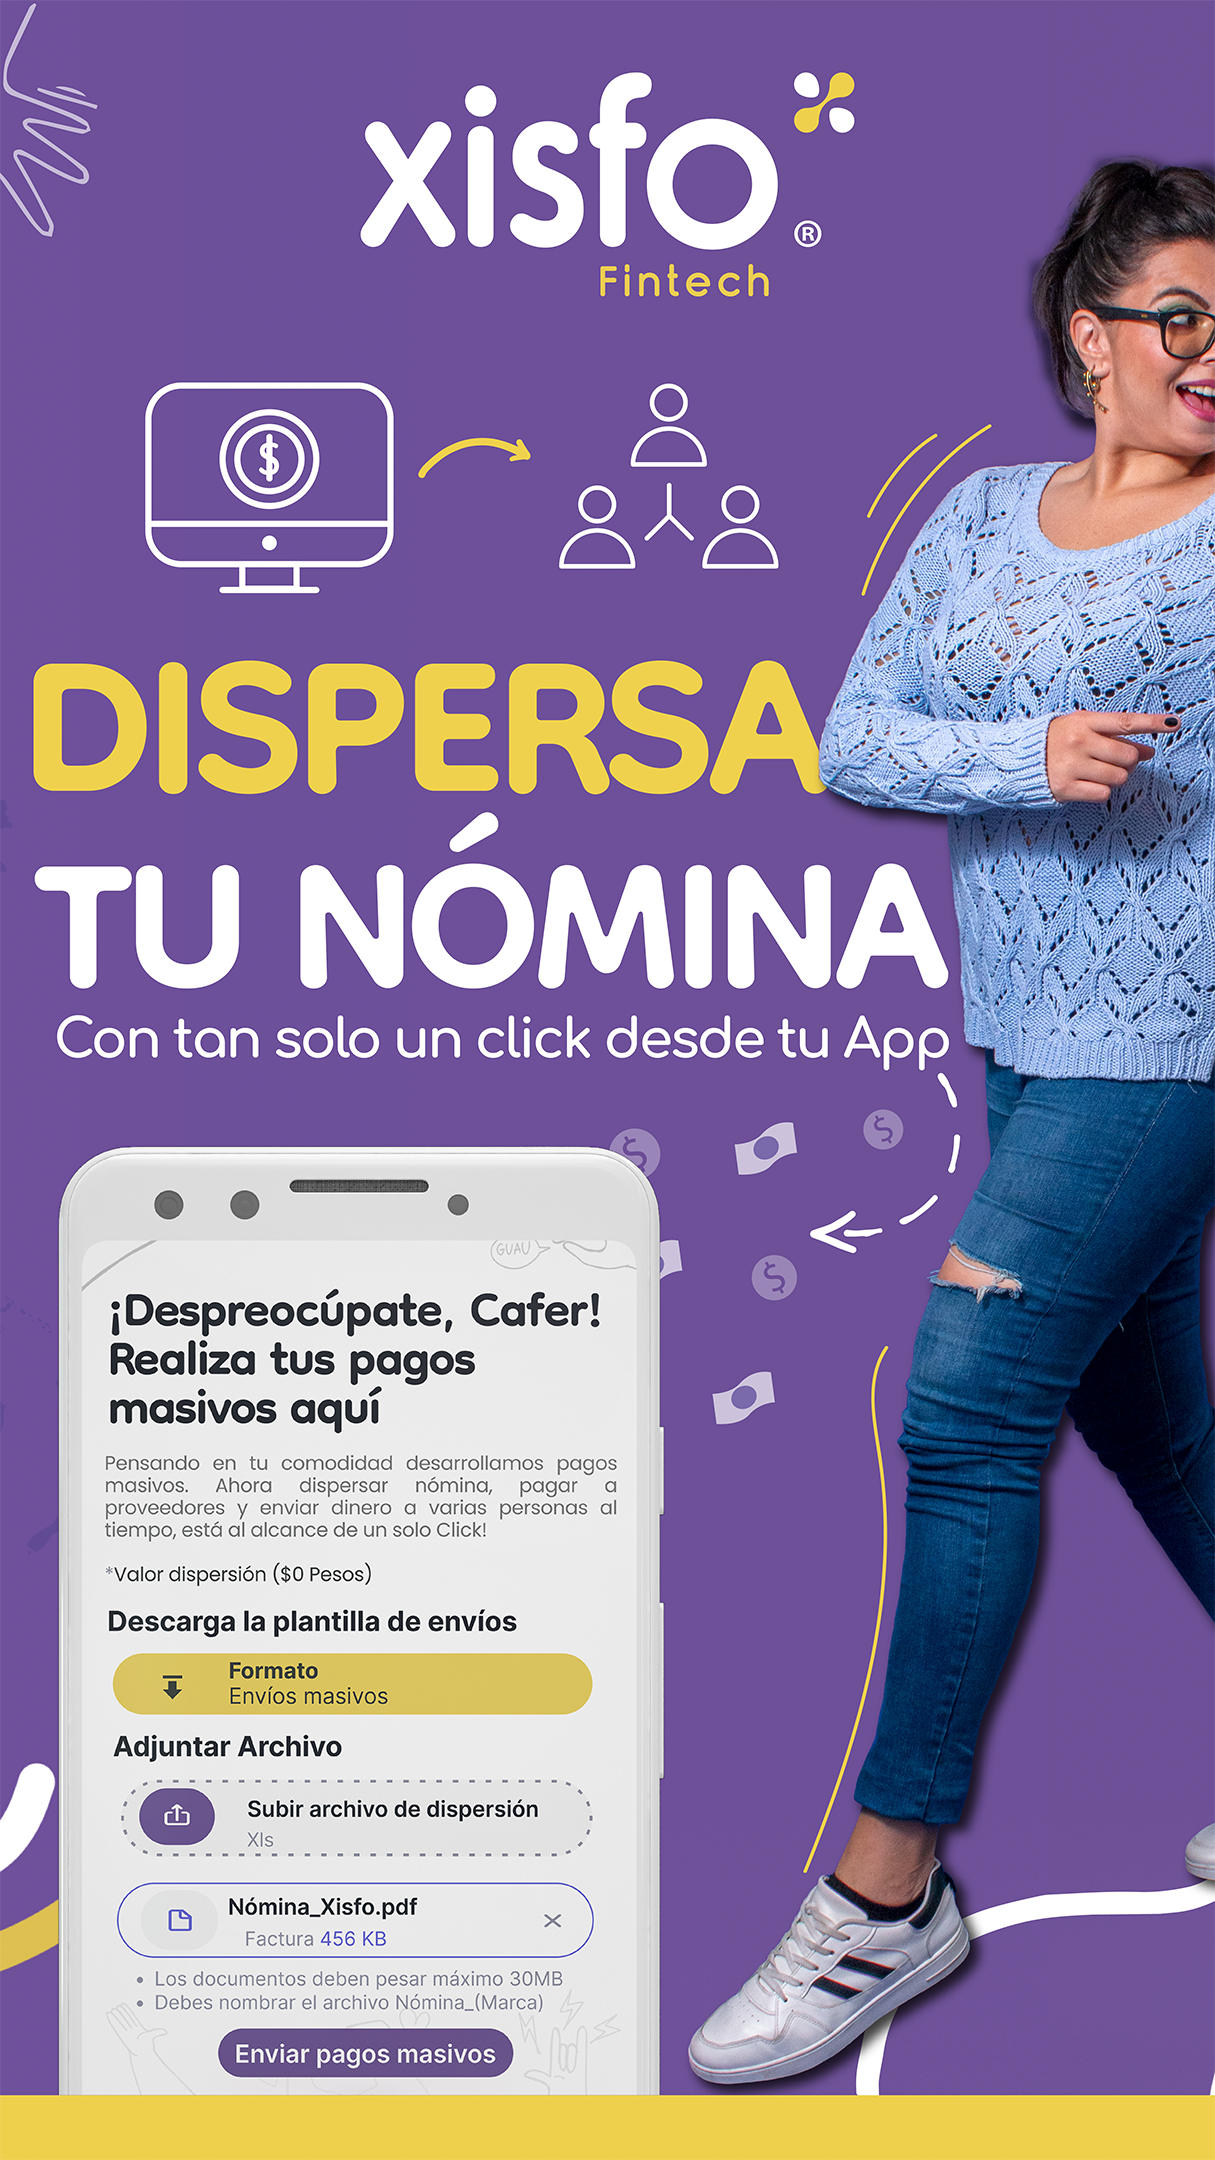 xisfo®
Fintech
DISPERSA
TU NÓMINA
Con tan solo un click desde tu App
GUAU
¡Despreocúpate, Cafer!
Realiza tus pagos
masivos aquí
Pensando en tu comodidad desarrollamos pagos
masivos. Ahora dispersar nómina, pagar a
proveedores y enviar dinero a varias personas al
tiempo, está al alcance de un solo Click!
*Valor dispersión ($0 Pesos)
Descarga la plantilla de envíos
Formato
Envíos masivos
Adjuntar Archivo
Subir archivo de dispersión
Xls
Nómina_Xisfo.pdf
Factura 456 KB
• Los documentos deben pesar máximo 30MB
• Debes nombrar el archivo Nómina_(Marca)
Enviar pagos masivos